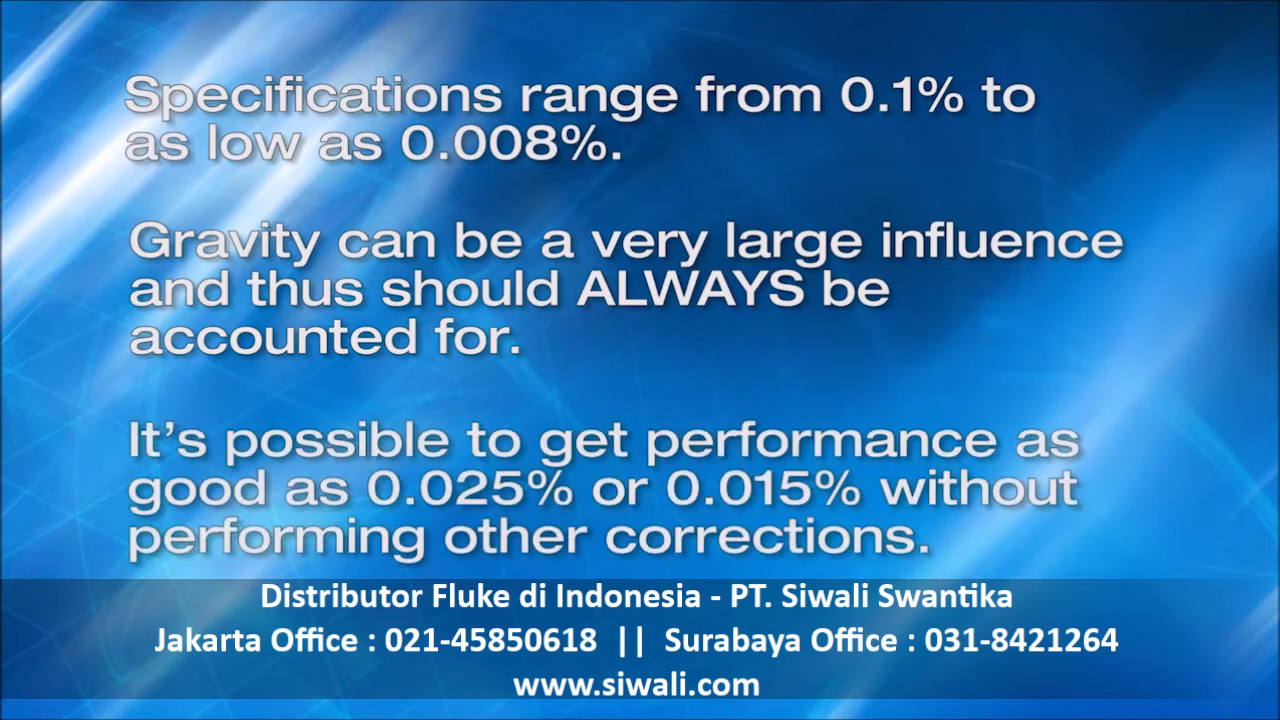 Specifications range from 0.1% to
as low as 0.008%.
Gravity can be a very large influence
and thus should ALWAYS be
accounted for.
It’s possible to get performance as
good as 0.025% or 0.015% without
performing other corrections.
Distributor Fluke di Indonesia - PT. Siwali Swantika
Jakarta Office : 021-45850618 || Surabaya Office : 031-8421264
www.siwali.com